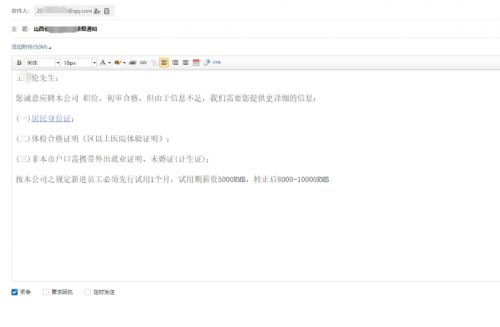 收件人： 20 @qq.com
主 题： 山西省 录取通知
添加附件(50M)
B 宋体 16px A
王 轮先生：
您诚意应聘本公司 职位，初审合格，但由于信息不足，我们需要您提供更详细的信息：
(一)居民身份证；
(二)体检合格证明（区以上医院体验证明）；
(三)非本市户口需携带外出就业证明、未婚证(计生证)；
按本公司之规定新进员工必须先行试用1个月，试用期薪资5000RMB，转正后8000-10000RMB
紧急 要求回执 定时发送